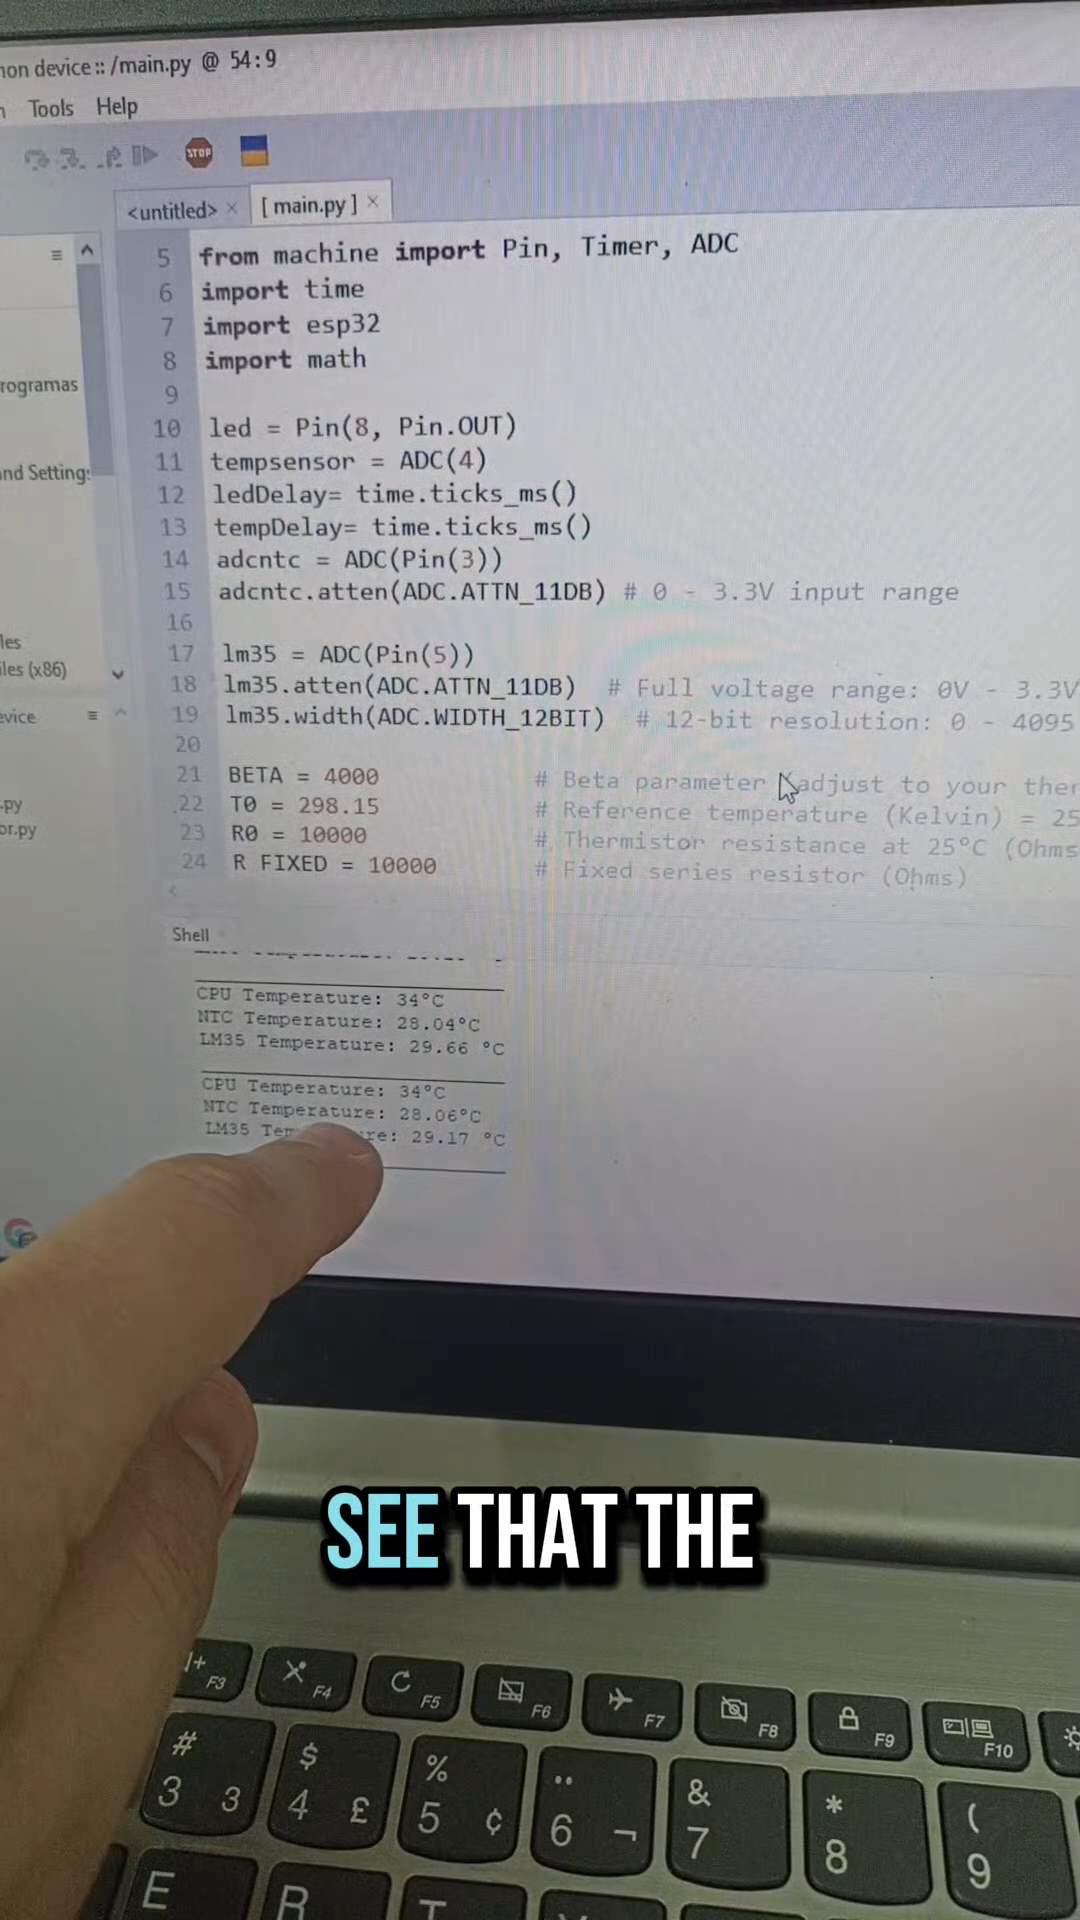 device :: /main.py @ 54:9
Tools Help
STOP
<untitled> × [ main.py ] ×
5 from machine import Pin, Timer, ADC
6 import time
7 import esp32
8 import math
9
10 led = Pin(8, Pin.OUT)
11 tempsensor = ADC(4)
12 ledDelay= time.ticks_ms()
13 tempDelay= time.ticks_ms()
14 adcntc = ADC(Pin(3))
15 adcntc.atten(ADC.ATTN_11DB) # 0 - 3.3V input range
16
17 lm35 = ADC(Pin(5))
18 lm35.atten(ADC.ATTN_11DB) # Full voltage range: 0V - 3.3V
19 lm35.width(ADC.WIDTH_12BIT) # 12-bit resolution: 0 - 4095
20
21 BETA = 4000 # Beta parameter (adjust to your ther
22 T0 = 298.15 # Reference temperature (Kelvin) = 25
23 R0 = 10000 # Thermistor resistance at 25°C (Ohms
24 R FIXED = 10000 # Fixed series resistor (Ohms)
rogramas
nd Setting:
les
iles (x86)
evice
.py
or.py
Shell
CPU Temperature: 34°C
NTC Temperature: 28.04°C
LM35 Temperature: 29.66 °C
CPU Temperature: 34°C
NTC Temperature: 28.06°C
LM35 Tem re: 29.17 °C
SEE THAT THE
F3 F4 F5 F6 F7 F8 F9 F10
# $ % & * (
3 3 4 £ 5 ¢ 6 ¬ 7 8 9
E R T